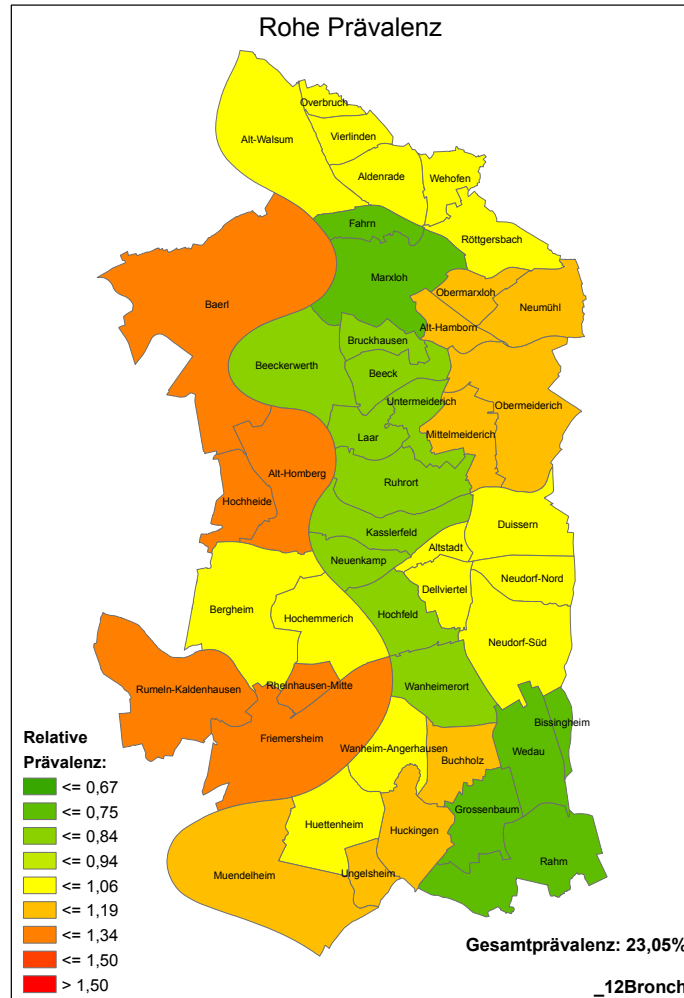 Rohe Prävalenz
Overbruch
Alt-Walsum
Vierlinden
Aldenrade
Wehofen
Fahrn
Röttgersbach
Marxloh
Obermarxloh
Neumühl
Baerl
Alt-Hamborn
Bruckhausen
Beeckerwerth
Beeck
Untermeiderich
Obermeiderich
Laar
Mittelmeiderich
Alt-Homberg
Ruhrort
Hochheide
Kasslerfeld
Duissern
Altstadt
Neuenkamp
Neudorf-Nord
Dellviertel
Bergheim
Hochemmerich
Hochfeld
Neudorf-Süd
Rumeln-Kaldenhausen
Rheinhausen-Mitte
Wanheimerort
Bissingheim
Friemersheim
Wanheim-Angerhausen
Wedau
Buchholz
Grossenbaum
Huettenheim
Huckingen
Rahm
Muendelheim
Ungelsheim
Relative
Prävalenz:
<= 0,67
<= 0,75
<= 0,84
<= 0,94
<= 1,06
<= 1,19
<= 1,34
<= 1,50
> 1,50
Gesamtprävalenz: 23,05%
_12Bronch